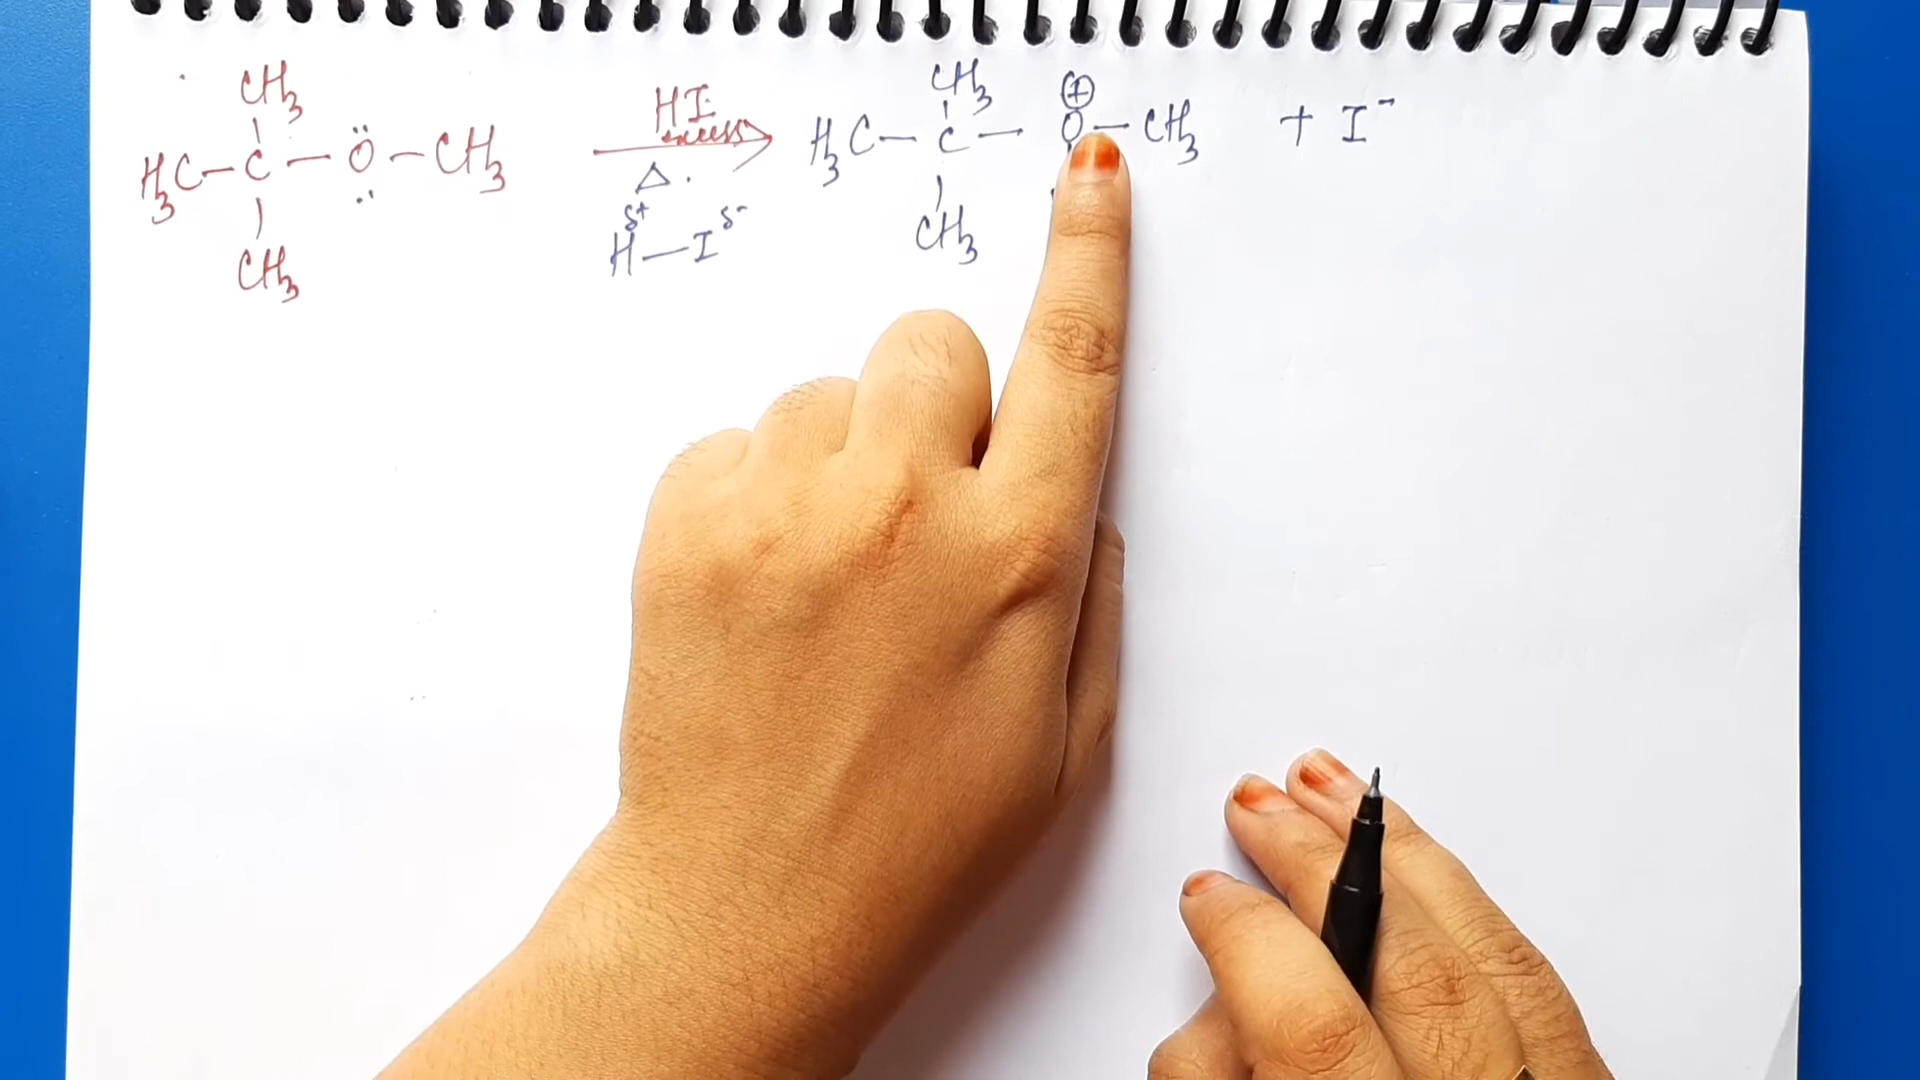 CH3 HI CH3 ⊕
H3C–C–Ö–CH3 excess H3C–C–O–CH3 + I⁻
Δ
CH3 δ+ δ- CH3
H–I